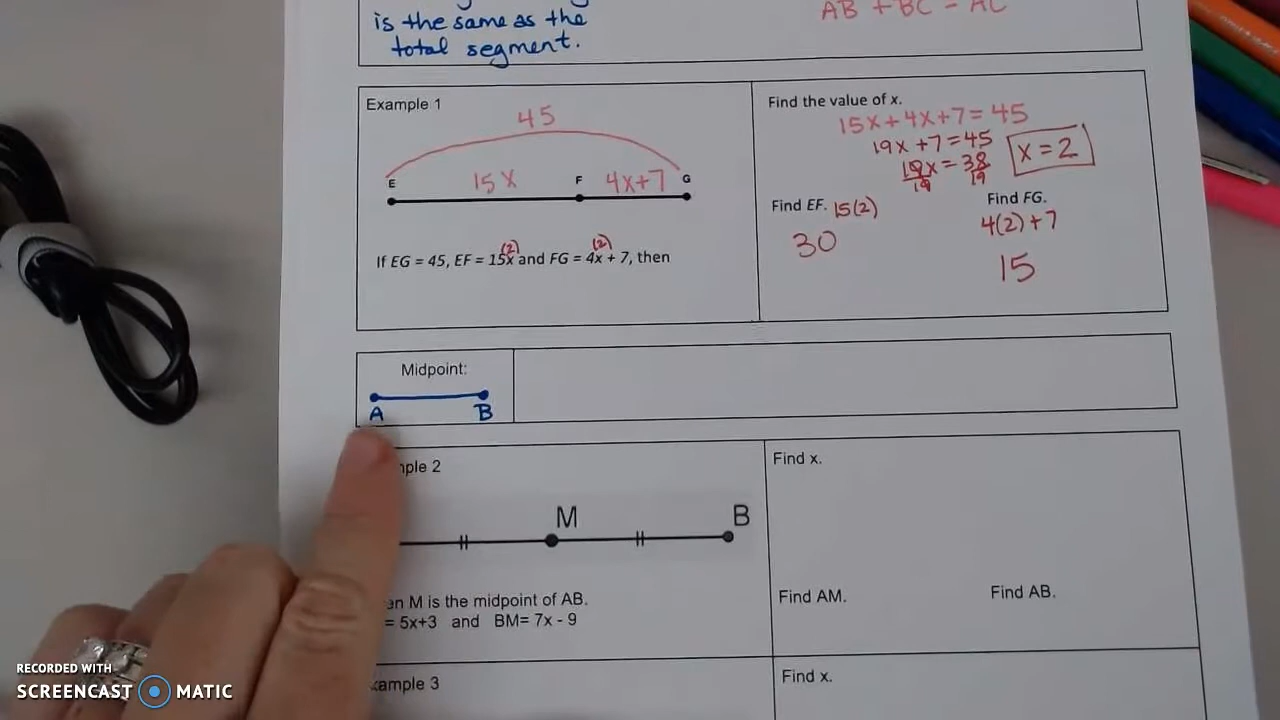 is the same as the
total segment.
AB + BC = AC
Example 1
45
E
15x
F
4x+7
G
If EG = 45, EF = 15x and FG = 4x + 7, then
(2)
(2)
Find the value of x.
15x+4x+7=45
19x+7=45
19x=38
19
19
x=2
Find EF.
15(2)
30
Find FG.
4(2)+7
15
Midpoint:
A
B
ple 2
M
B
en M is the midpoint of AB.
= 5x+3 and BM= 7x - 9
Find x.
Find AM.
Find AB.
xample 3
Find x.
RECORDED WITH
SCREENCAST MATIC